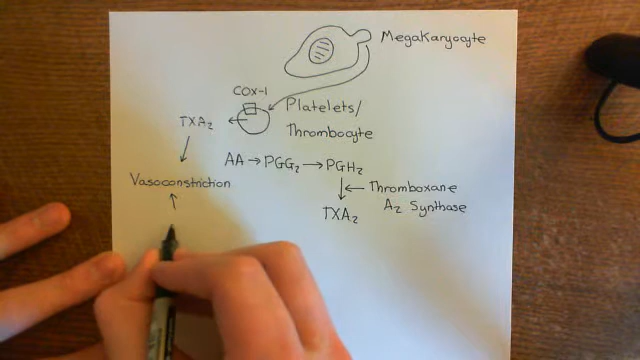 MegaKaryocyte
COX-1
Platelets/
Thrombocyte
TXA2
AA → PGG2 → PGH2
Vasoconstriction
← Thromboxane
A2 Synthase
TXA2